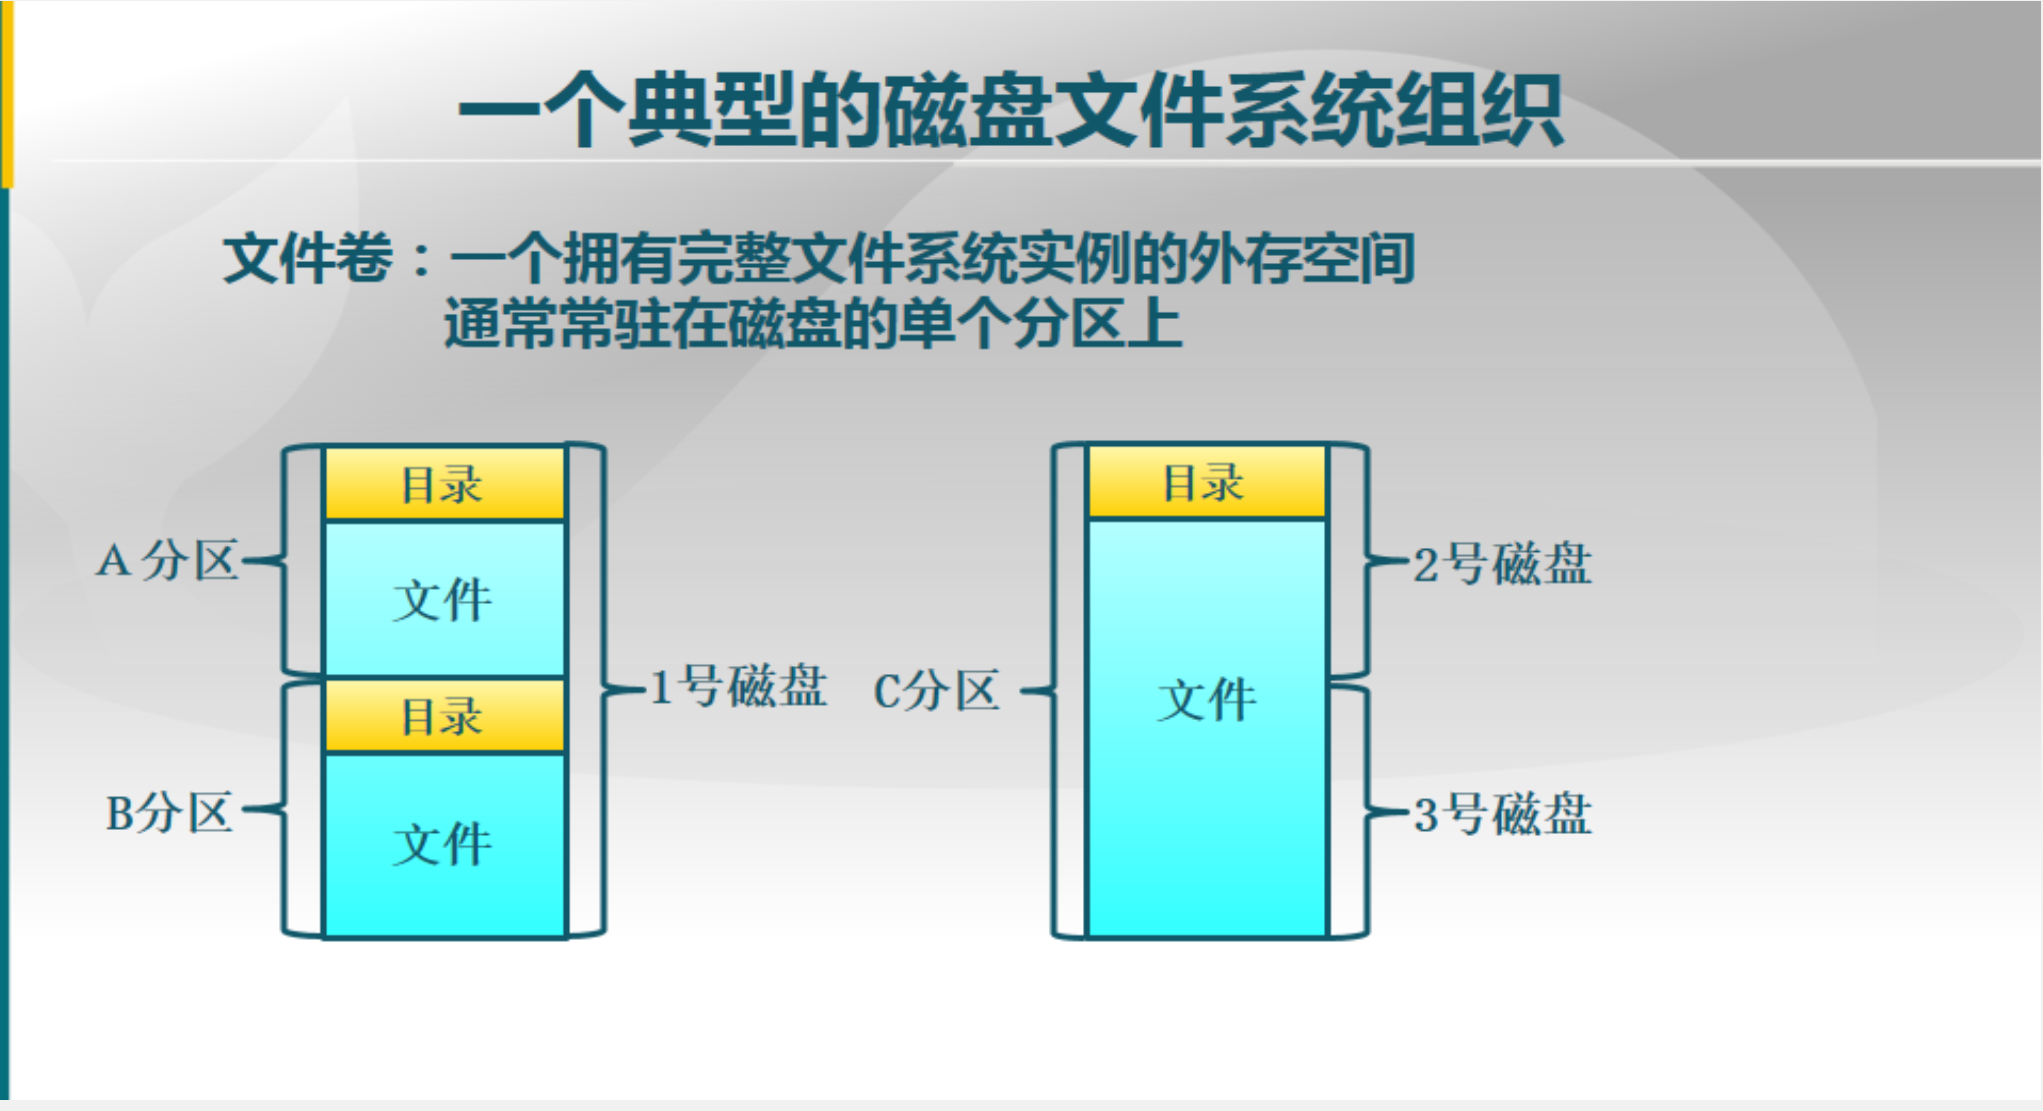 一个典型的磁盘文件系统组织
文件卷：一个拥有完整文件系统实例的外存空间
通常常驻在磁盘的单个分区上
目录
文件
目录
文件
A 分区
B分区
1号磁盘
C分区
目录
文件
2号磁盘
3号磁盘